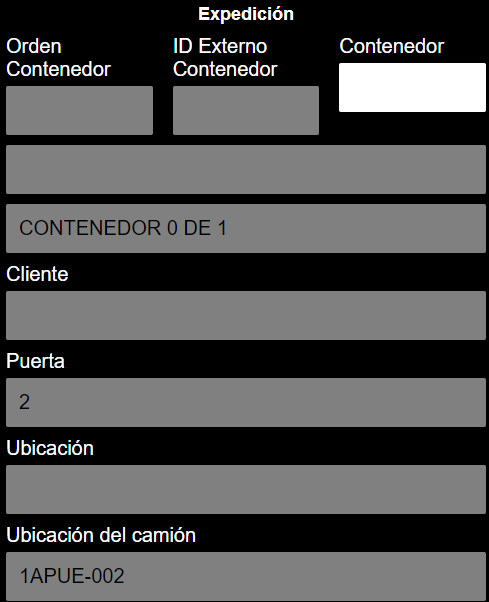 Expedición
Orden Contenedor
ID Externo Contenedor
Contenedor
CONTENEDOR 0 DE 1
Cliente
Puerta
2
Ubicación
Ubicación del camión
1APUE-002